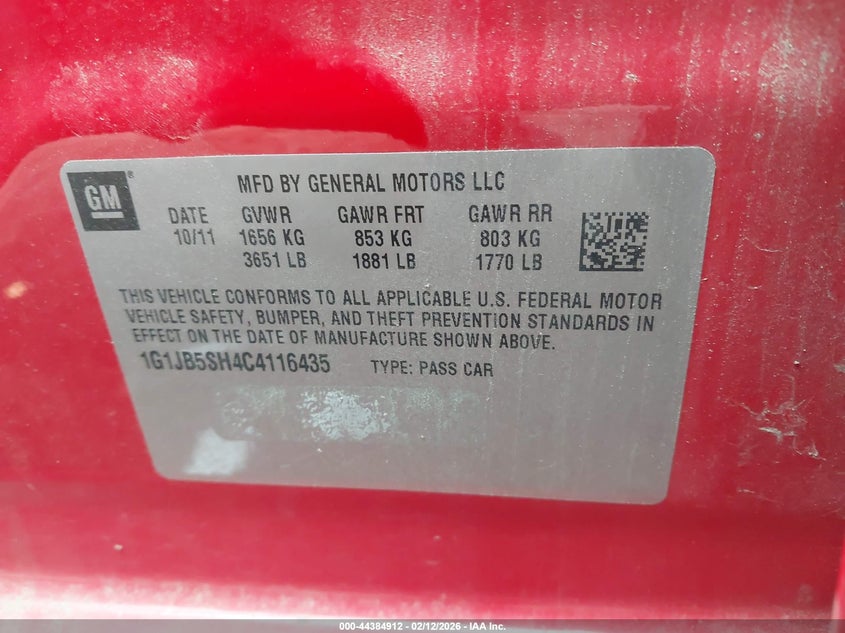 GM ®
MFD BY GENERAL MOTORS LLC
DATE GVWR GAWR FRT GAWR RR
10/11 1656 KG 853 KG 803 KG
3651 LB 1881 LB 1770 LB
THIS VEHICLE CONFORMS TO ALL APPLICABLE U.S. FEDERAL MOTOR
VEHICLE SAFETY, BUMPER, AND THEFT PREVENTION STANDARDS IN
EFFECT ON THE DATE OF MANUFACTURE SHOWN ABOVE.
1G1JB5SH4C4116435 TYPE: PASS CAR
000-44384912 - 02/12/2026 - IAA Inc.